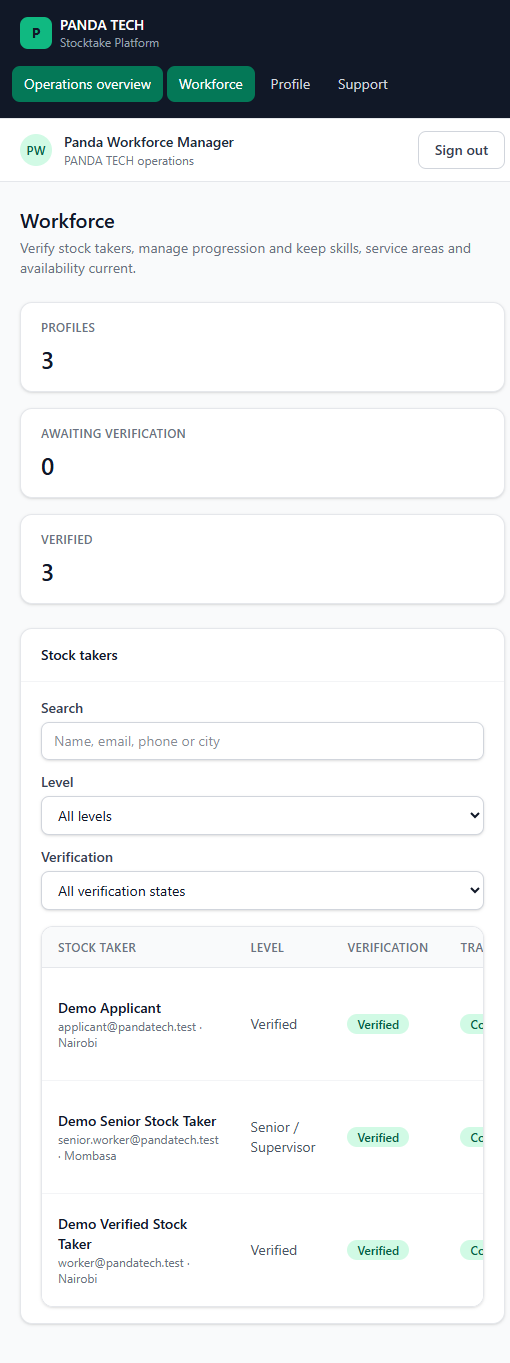 P
PANDA TECH
Stocktake Platform
Operations overview
Workforce
Profile
Support
PW
Panda Workforce Manager
PANDA TECH operations
Sign out
Workforce
Verify stock takers, manage progression and keep skills, service areas and
availability current.
PROFILES
3
AWAITING VERIFICATION
0
VERIFIED
3
Stock takers
Search
Name, email, phone or city
Level
All levels
Verification
All verification states
STOCK TAKER
LEVEL
VERIFICATION
TRA
Demo Applicant
applicant@pandatech.test ·
Nairobi
Verified
Verified
Co
Demo Senior Stock Taker
senior.worker@pandatech.test
· Mombasa
Senior /
Supervisor
Verified
Co
Demo Verified Stock
Taker
worker@pandatech.test ·
Nairobi
Verified
Verified
Co